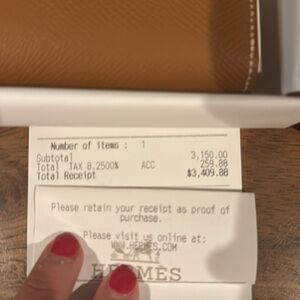 Number of items : 1
Subtotal 3,150.00
Total TAX 8.2500% ACC 259.88
Total Receipt $3,409.88
Please retain your receipt as proof of
purchase.
Please visit us online at:
WWW.HERMES.COM
HERMÈS